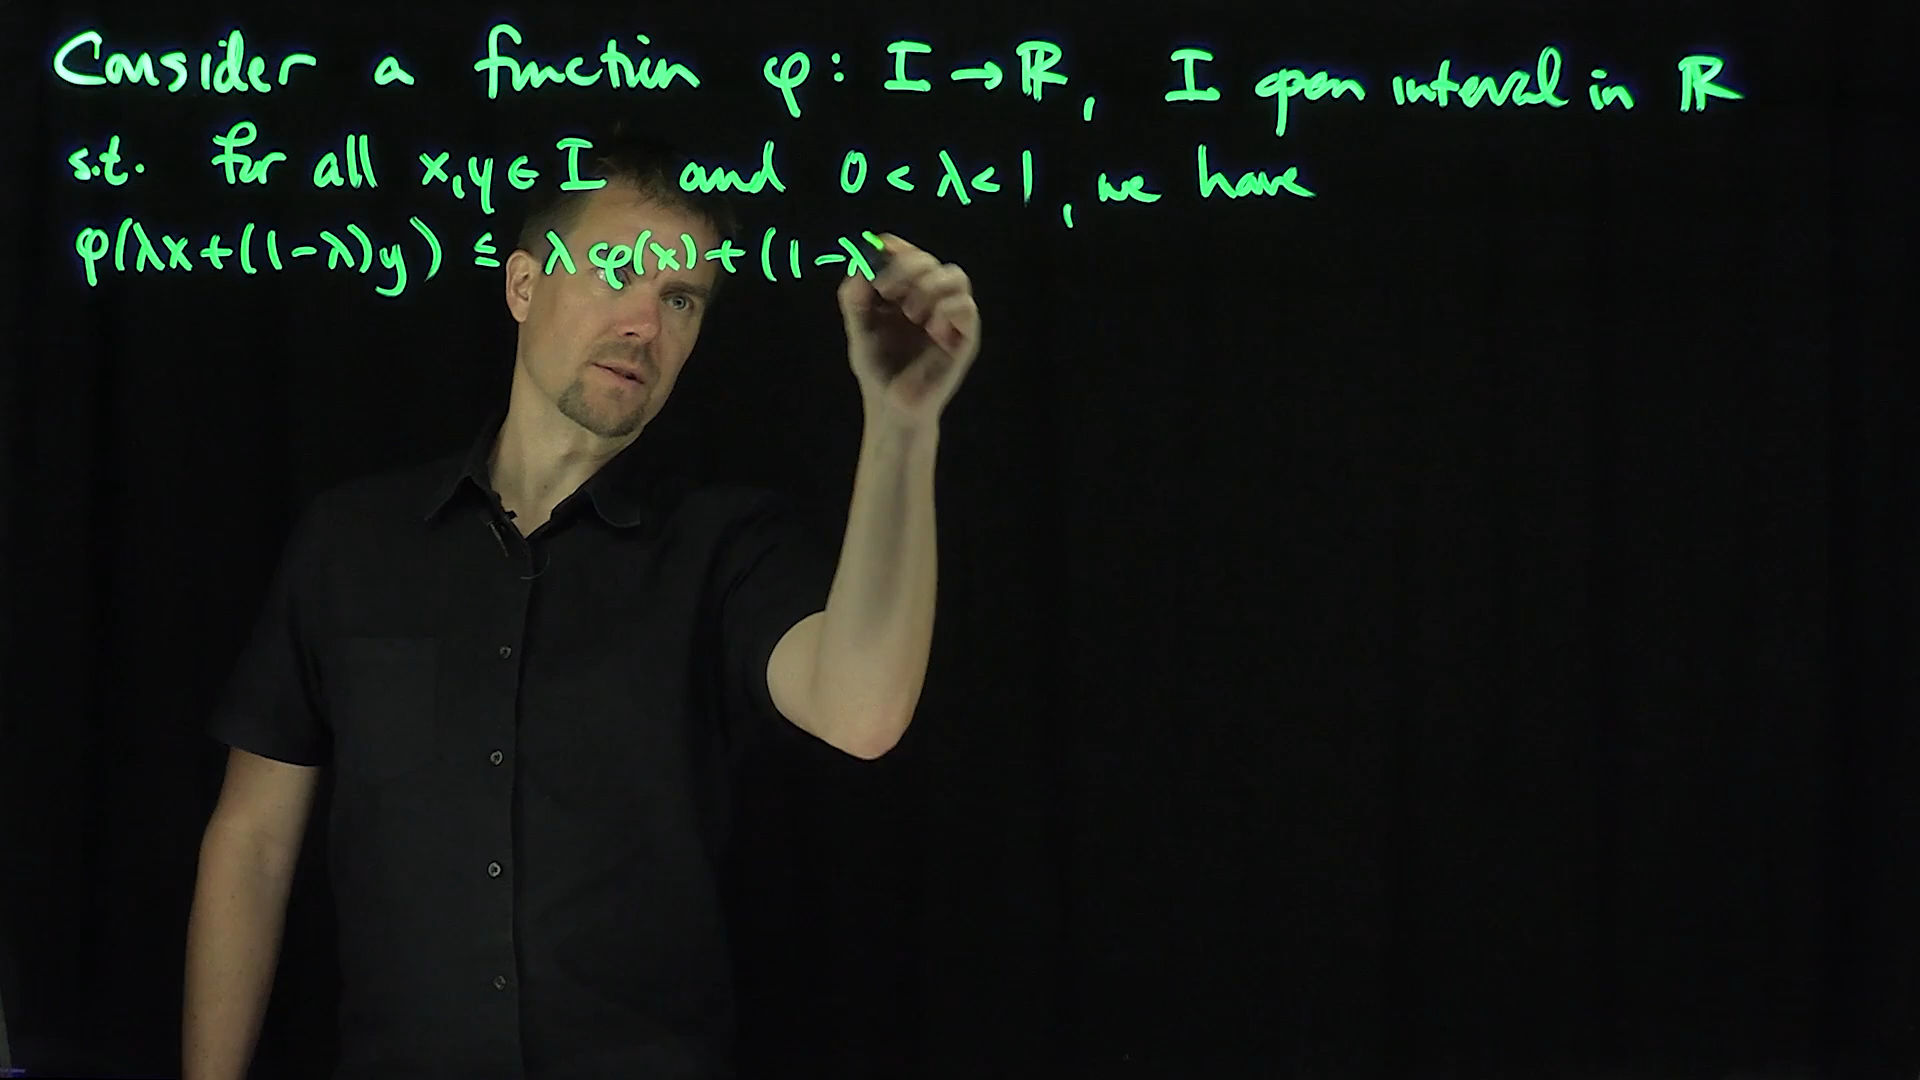 Consider a function φ: I → ℝ, I open interval in ℝ
s.t. for all x,y ∈ I and 0 < λ < 1, we have
φ(λx+(1-λ)y) ≤ λφ(x)+(1-λ